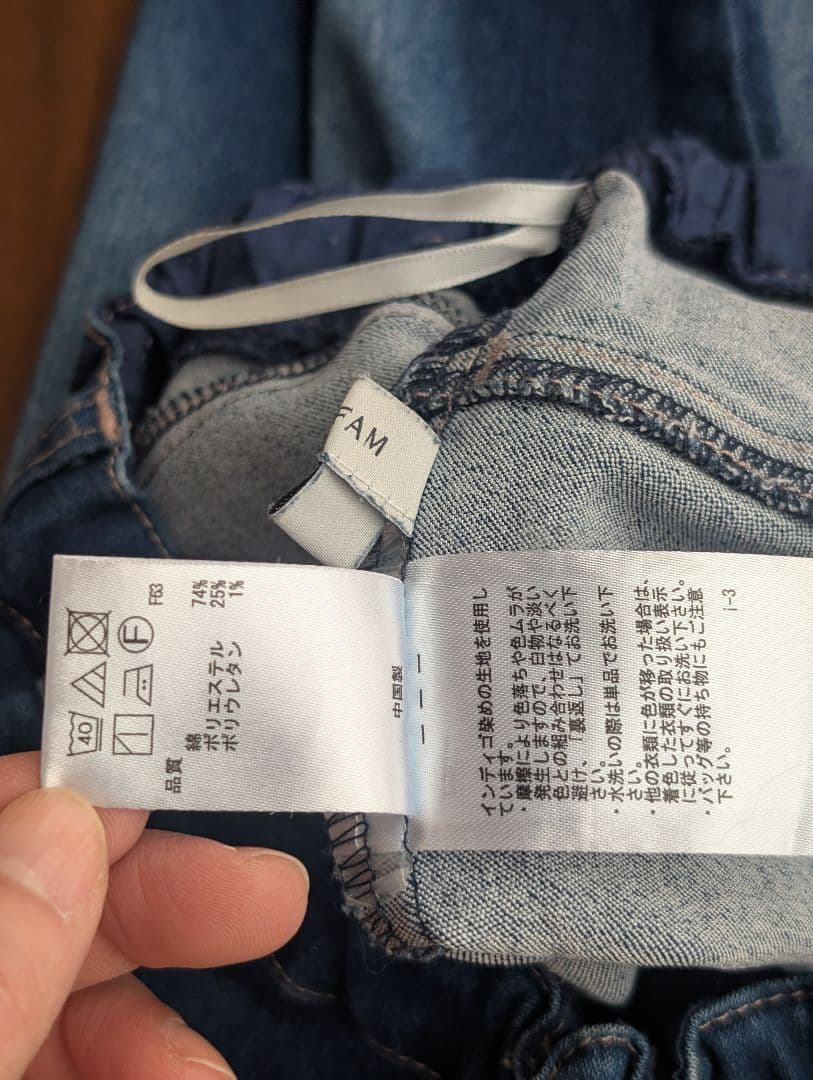 FAM
40
F
F63
品質
綿 74%
ポリエステル 25%
ポリウレタン 1%
中国製
インディゴ染めの生地を使用し
ています。
・摩擦により色落ちや色ムラが
発生しますので、白物や淡い
色との組み合わせはなるべく
避け、「裏返し」てお洗い下
さい。
・水洗いの際は単品でお洗い下
さい。
・他の衣類に色が移った場合は、
着色した衣類の取り扱い表示
に従ってすぐにお洗い下さい。
・バッグ等の持ち物にもご注意
下さい。
1-3